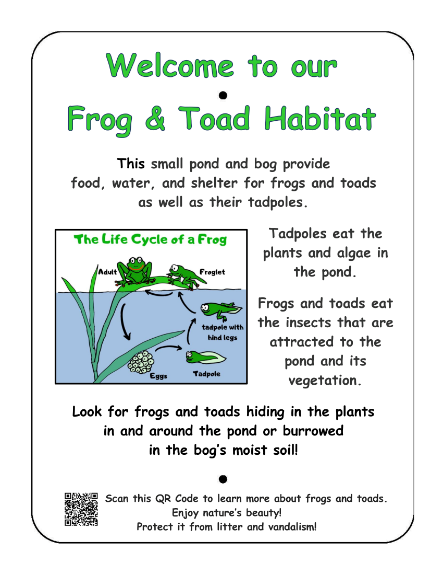 Welcome to our
Frog & Toad Habitat
This small pond and bog provide
food, water, and shelter for frogs and toads
as well as their tadpoles.
The Life Cycle of a Frog
Adult
Froglet
tadpole with
hind legs
Eggs
Tadpole
Tadpoles eat the
plants and algae in
the pond.
Frogs and toads eat
the insects that are
attracted to the
pond and its
vegetation.
Look for frogs and toads hiding in the plants
in and around the pond or burrowed
in the bog's moist soil!
Scan this QR Code to learn more about frogs and toads.
Enjoy nature's beauty!
Protect it from litter and vandalism!